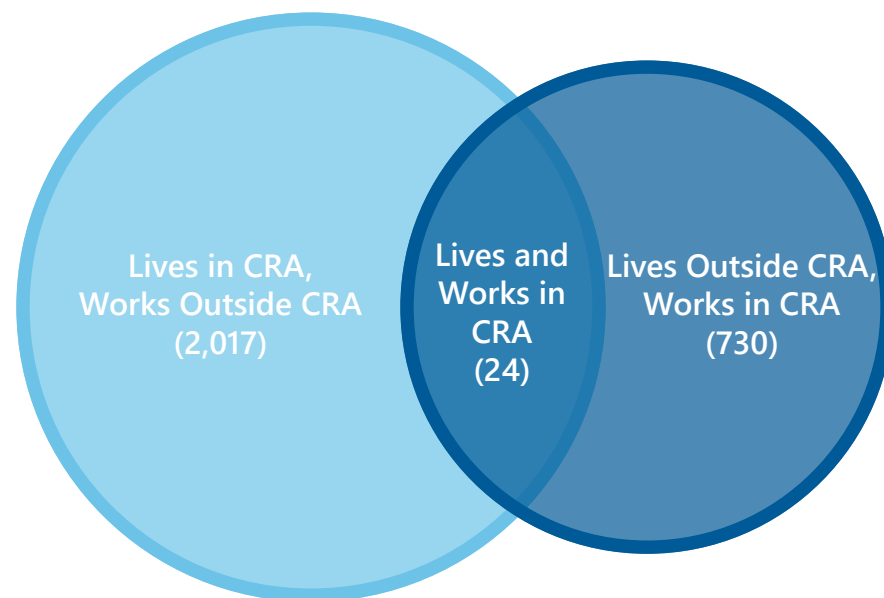 Lives in CRA,
Works Outside CRA
(2,017)
Lives and
Works in
CRA
(24)
Lives Outside CRA,
Works in CRA
(730)